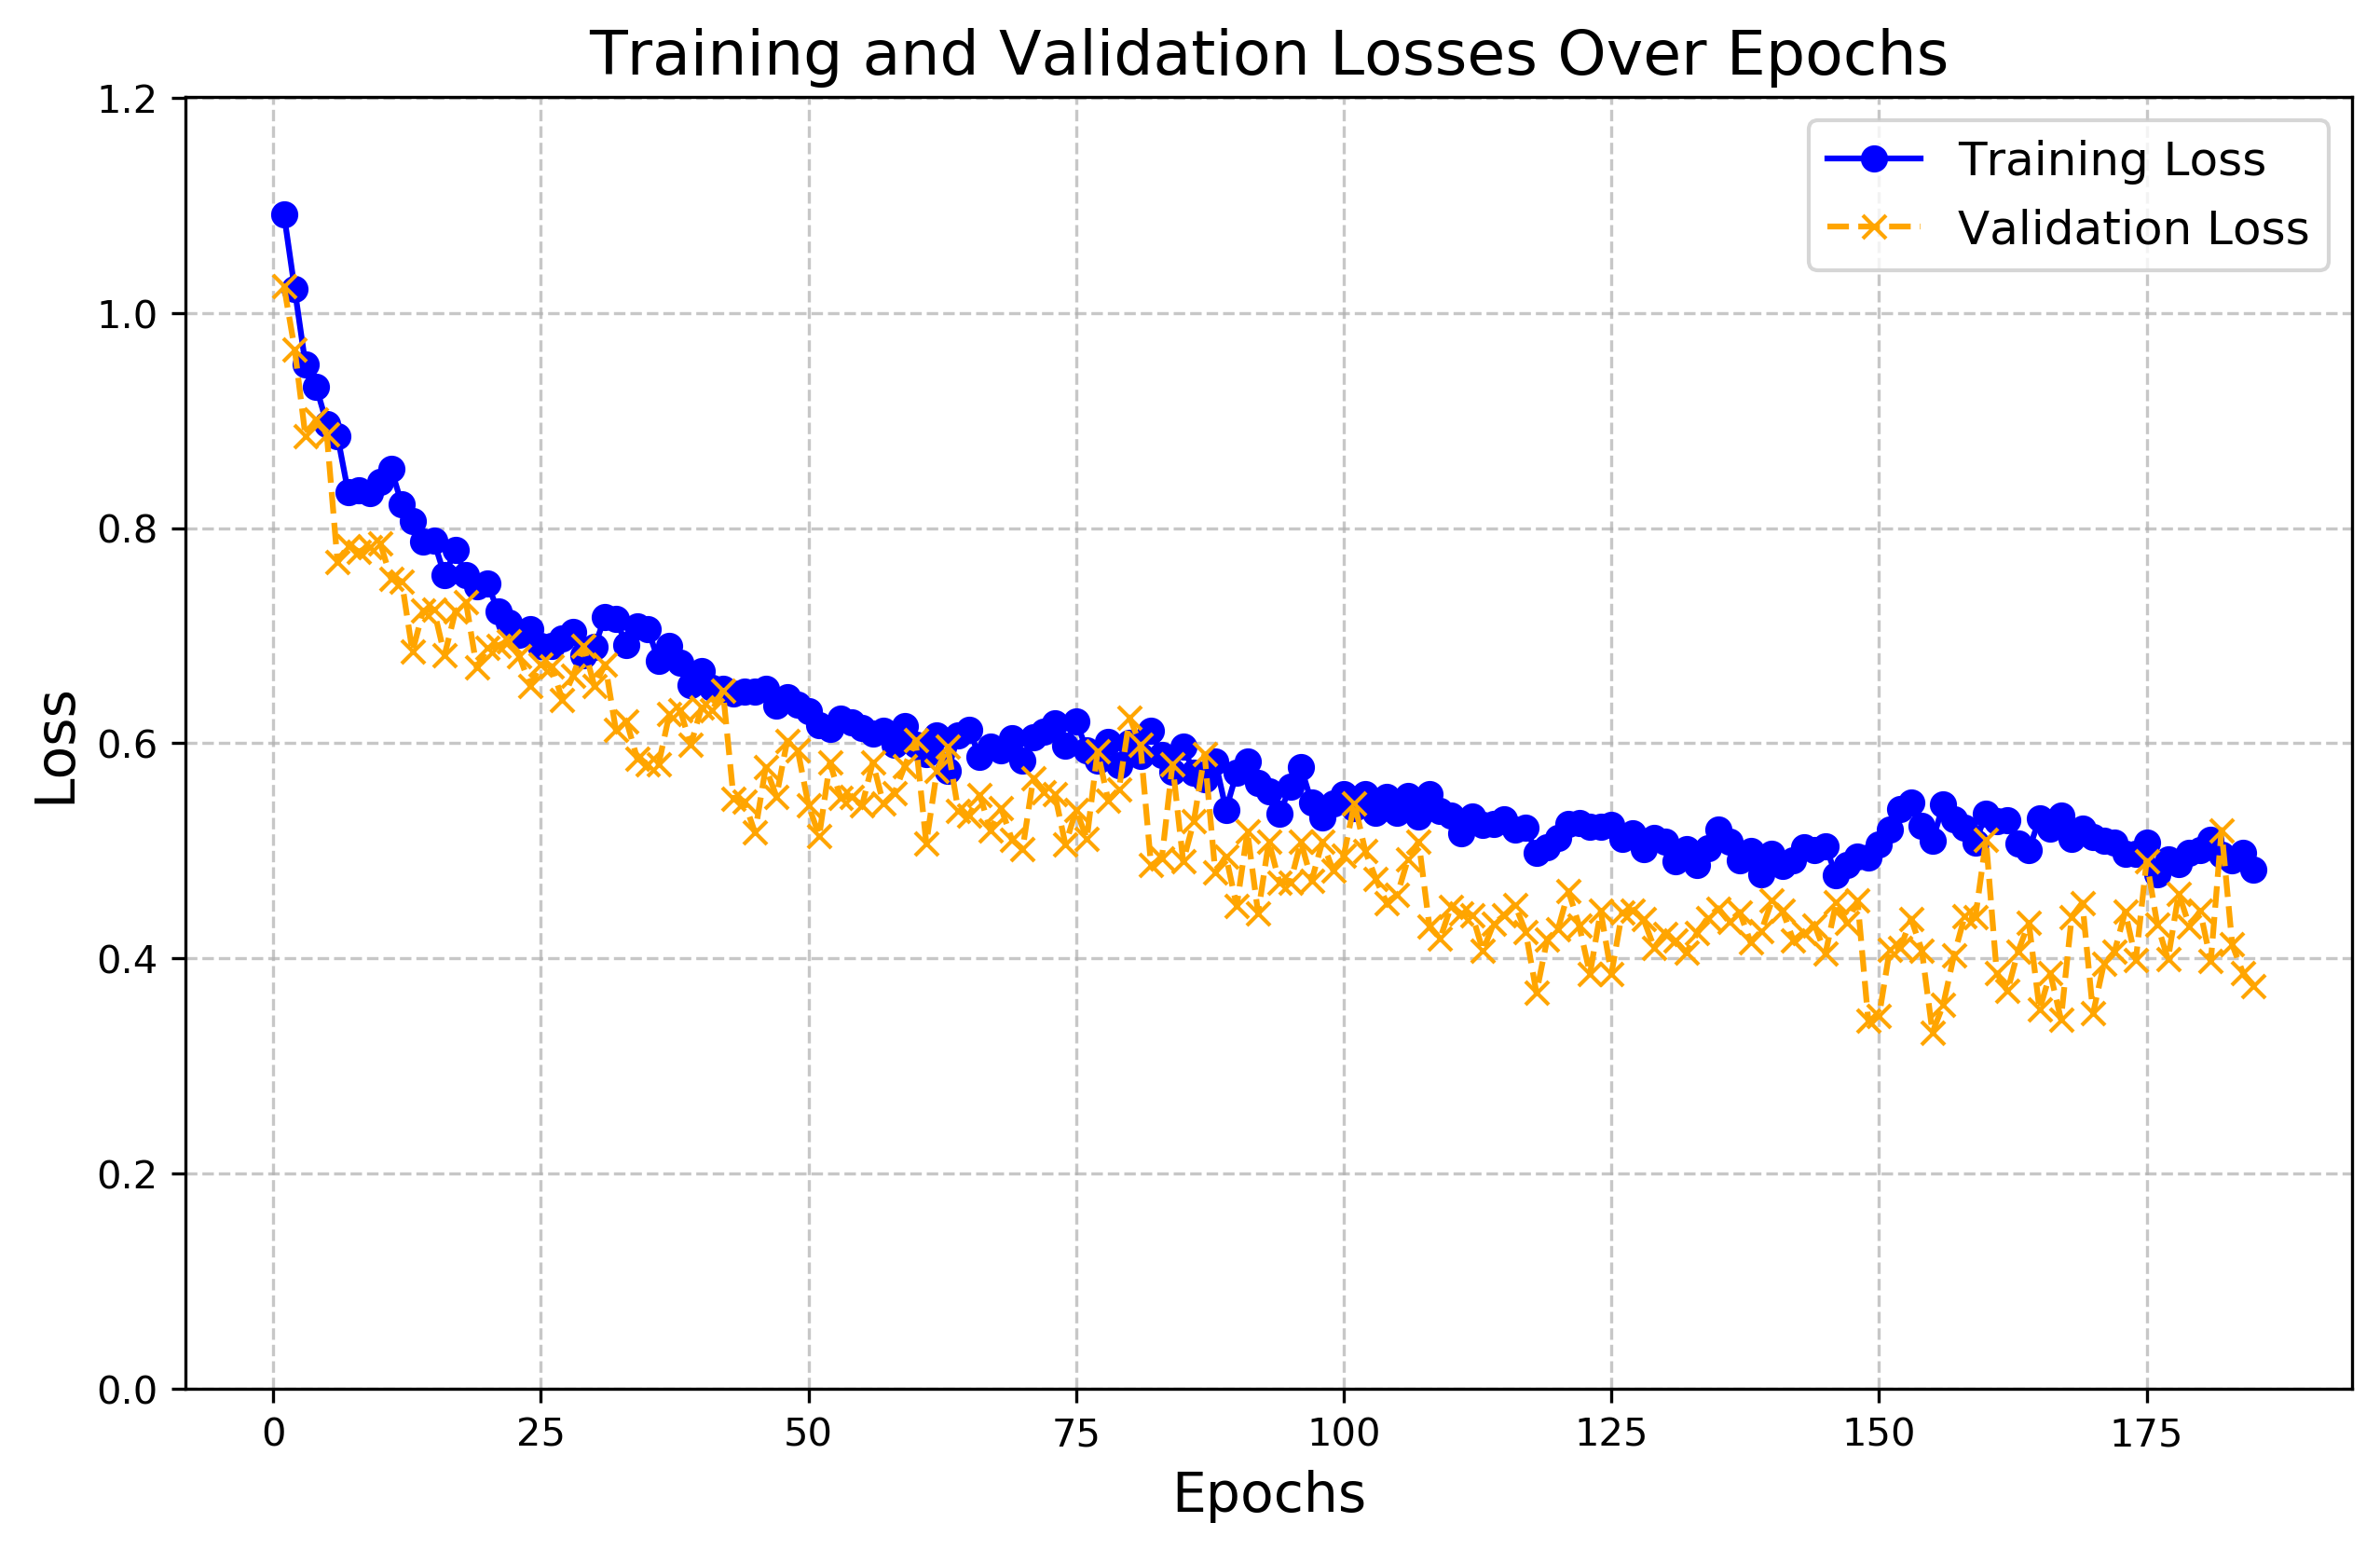 Training and Validation Losses Over Epochs
1.2
1.0
0.8
0.6
0.4
0.2
0.0
Loss
Training Loss
Validation Loss
0 25 50 75 100 125 150 175
Epochs